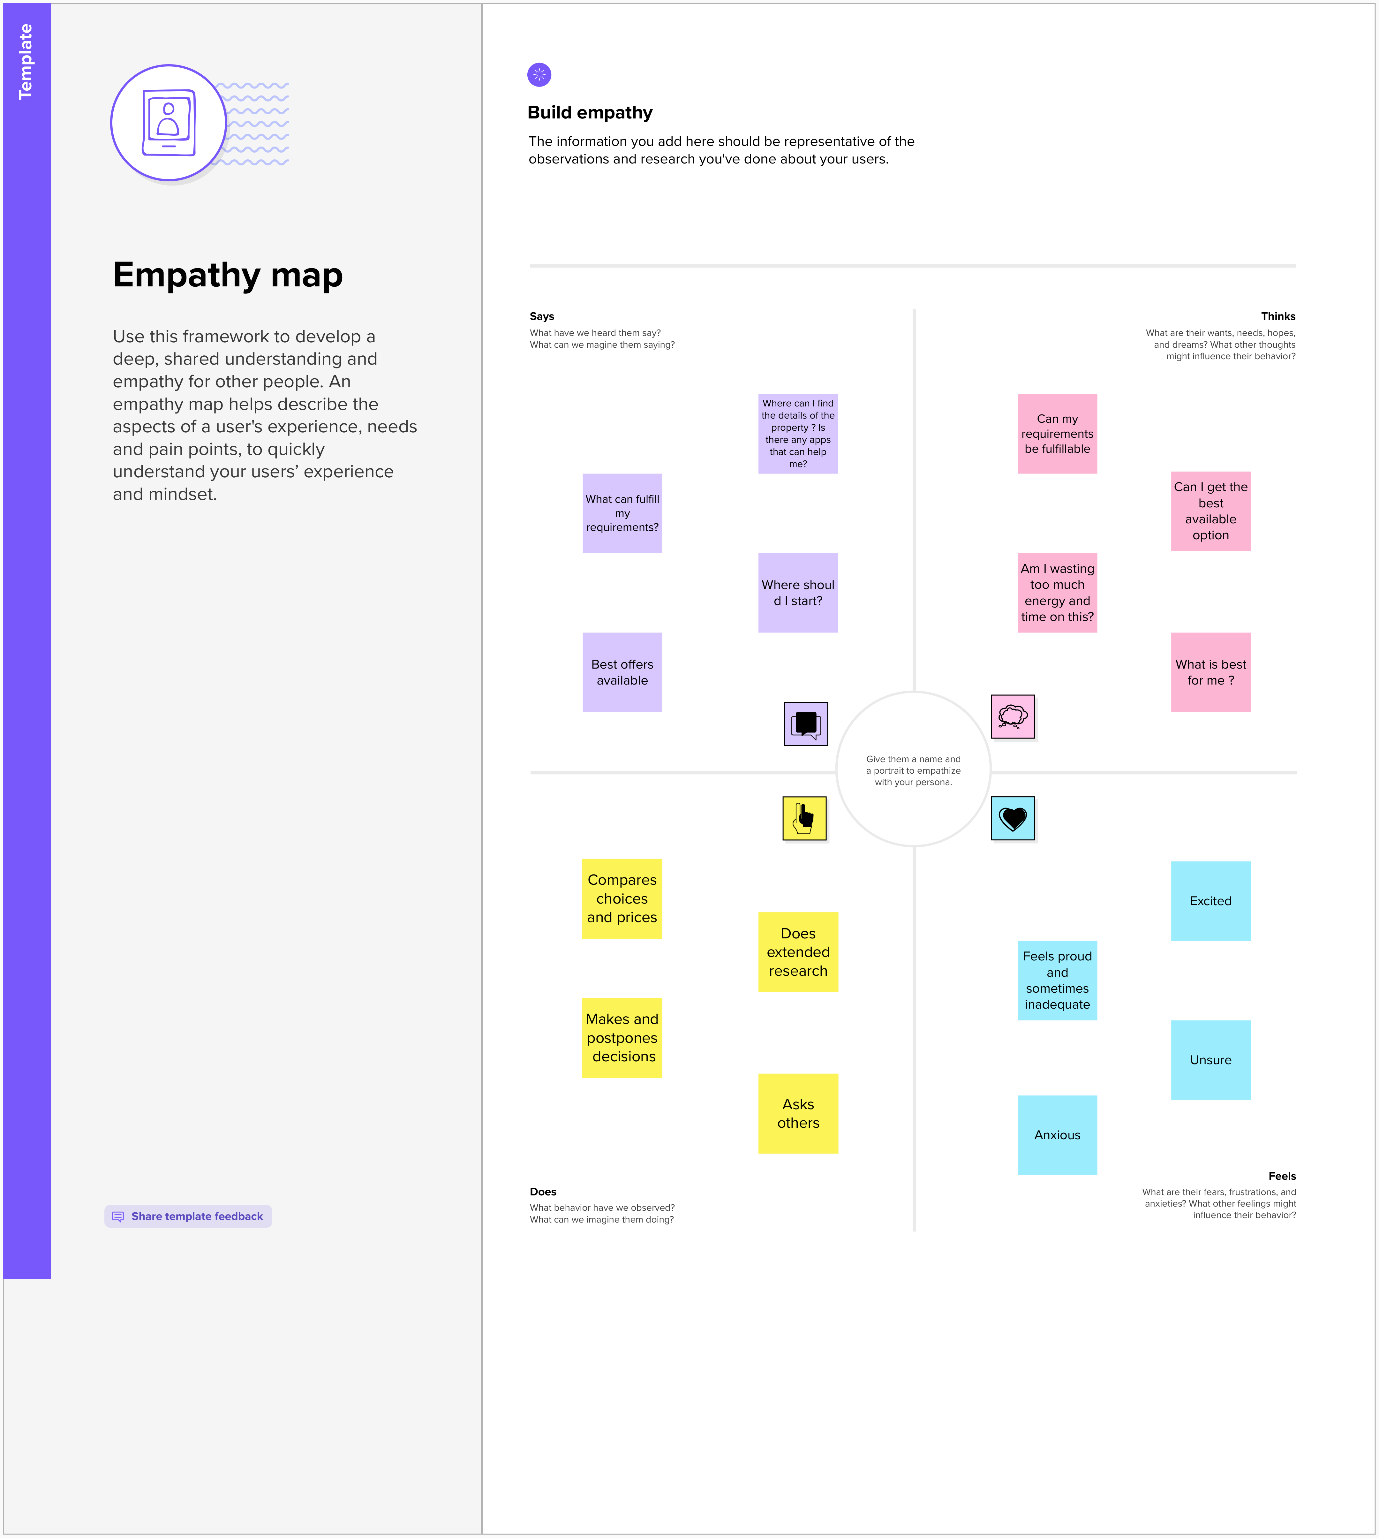 Template
Empathy map
Use this framework to develop a
deep, shared understanding and
empathy for other people. An
empathy map helps describe the
aspects of a user's experience, needs
and pain points, to quickly
understand your users’ experience
and mindset.
Share template feedback
Build empathy
The information you add here should be representative of the
observations and research you've done about your users.
Says
What have we heard them say?
What can we magine them saying?
Where can I find
the details of the
property ? Is
there any apps
that can help
me?
What can fulfill
my
requirements?
Where shoul
d I start?
Best offers
available
Thinks
What are their wants, needs, hopes,
and dreams? What other thoughts
might influence their behavior?
Can my
requirements
be fulfillable
Can I get the
best
available
option
Am I wasting
too much
energy and
time on this?
What is best
for me ?
Give them a name and
a portrait to empathize
with your persona.
Compares
choices
and prices
Does
extended
research
Makes and
postpones
decisions
Asks
others
Does
What behavior have we observed?
What can we imagine them doing?
Excited
Feels proud
and
sometimes
inadequate
Unsure
Anxious
Feels
What are their fears, frustrations, and
anxieties? What other feelings might
influence their behavior?